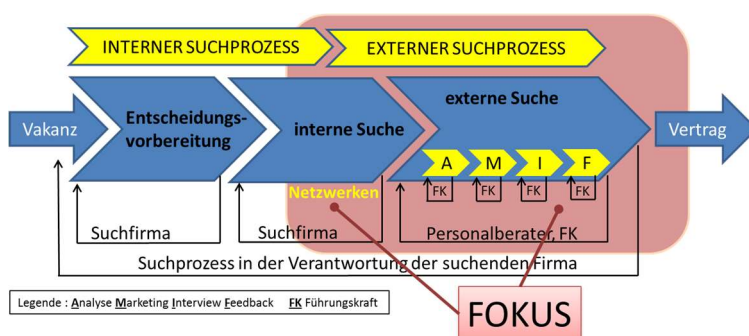 INTERNER SUCHPROZESS
EXTERNER SUCHPROZESS
Vakanz
Entscheidungs-
vorbereitung
interne Suche
externe Suche
Vertrag
A M I F
FK FK FK FK
Netzwerken
Suchfirma
Suchfirma
Personalberater, FK
Suchprozess in der Verantwortung der suchenden Firma
Legende : Analyse Marketing Interview Feedback FK Führungskraft
FOKUS